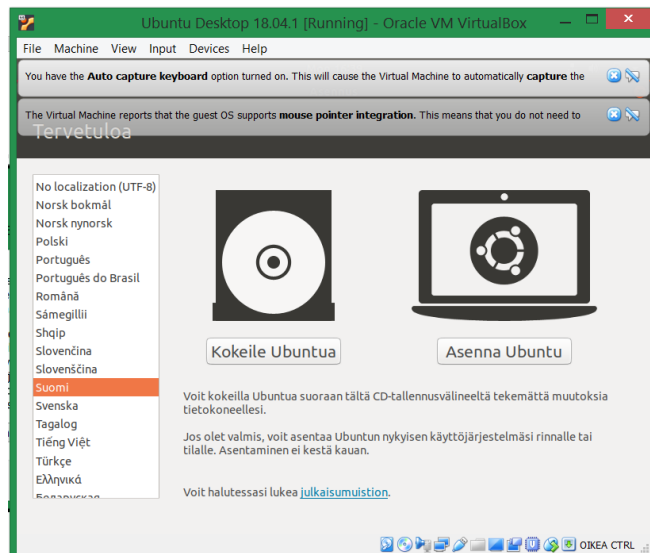 Ubuntu Desktop 18.04.1 [Running] - Oracle VM VirtualBox
File Machine View Input Devices Help
You have the Auto capture keyboard option turned on. This will cause the Virtual Machine to automatically capture the
The Virtual Machine reports that the guest OS supports mouse pointer integration. This means that you do not need to
Tervetuloa
No localization (UTF-8)
Norsk bokmål
Norsk nynorsk
Polski
Português
Português do Brasil
Română
Sámegillii
Shqip
Slovenčina
Slovenščina
Suomi
Svenska
Tagalog
Tiếng Việt
Türkçe
Ελληνικά
Беларуская
Kokeile Ubuntua
Asenna Ubuntu
Voit kokeilla Ubuntua suoraan tältä CD-tallennusvälineeltä tekemättä muutoksia
tietokoneellesi.
Jos olet valmis, voit asentaa Ubuntun nykyisen käyttöjärjestelmäsi rinnalle tai
tilalle. Asentaminen ei kestä kauan.
Voit halutessasi lukea julkaisumuistion.
OIKEA CTRL